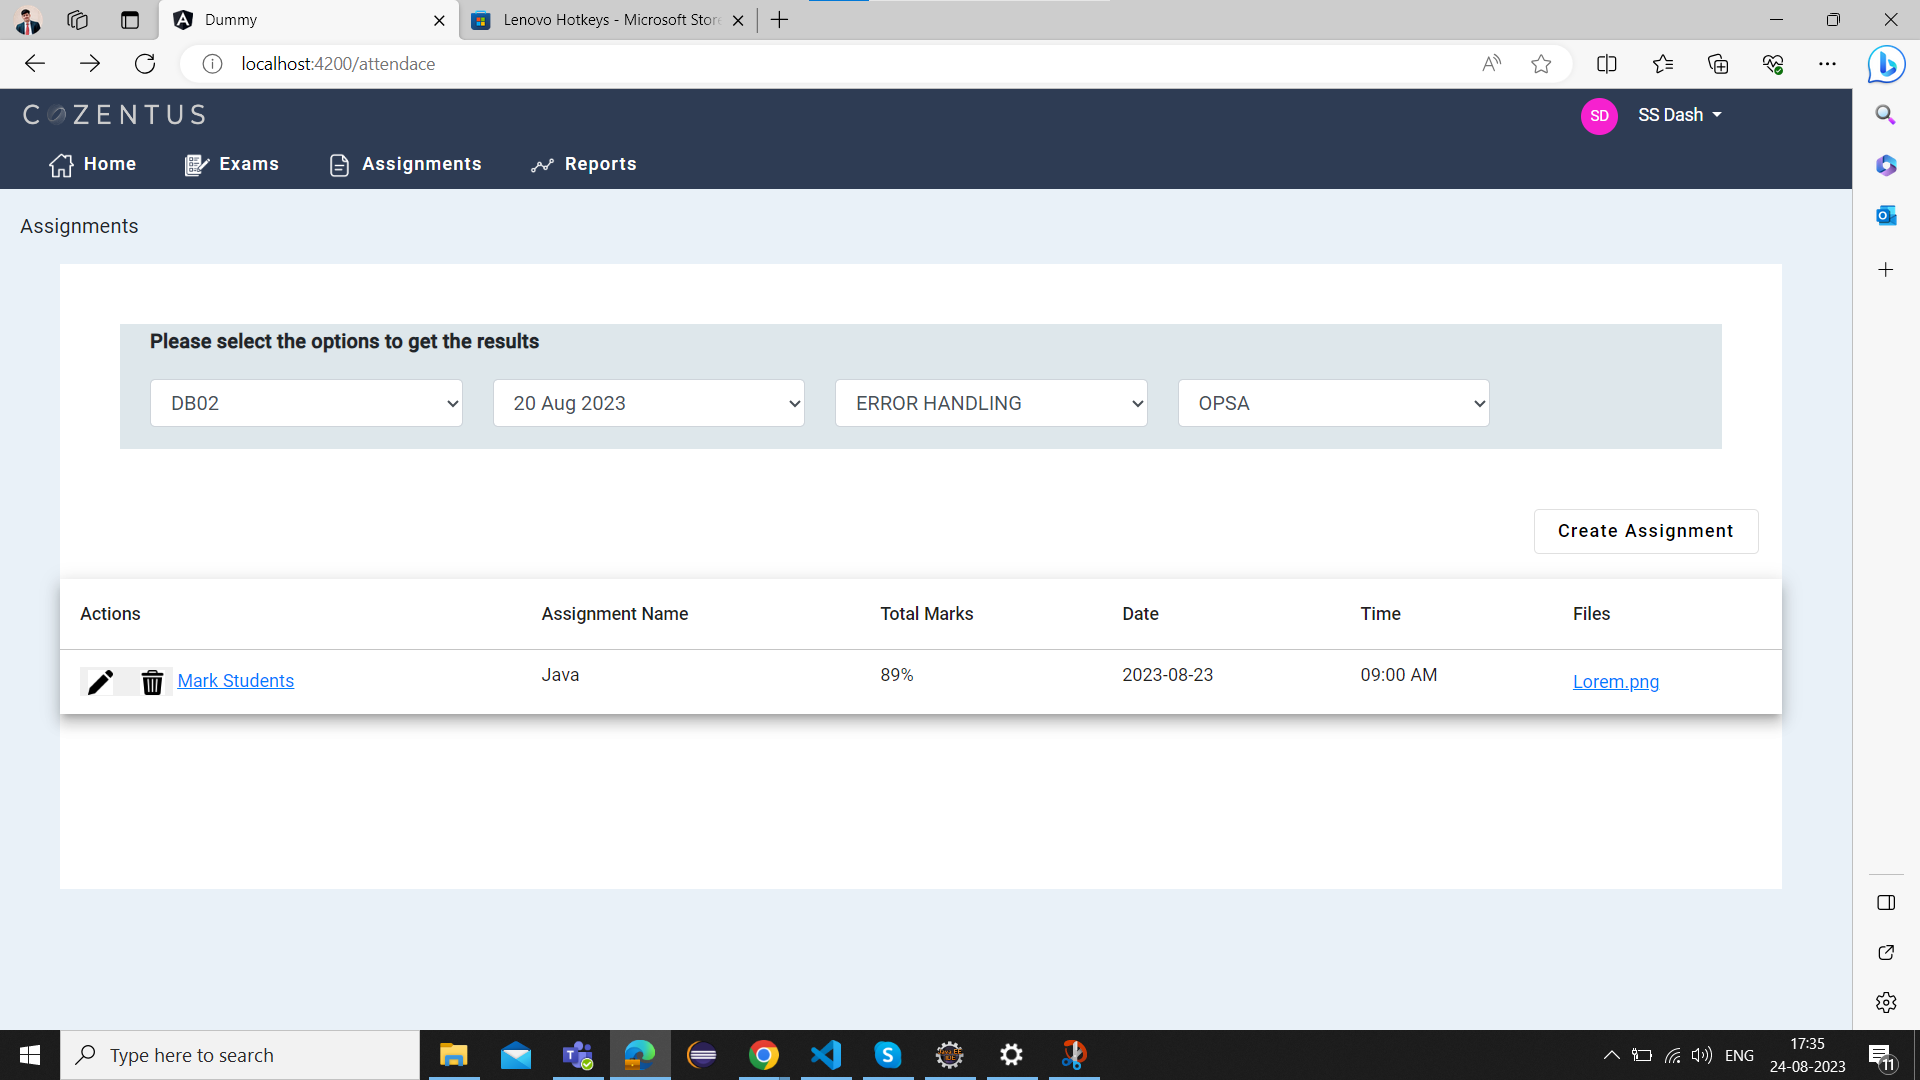 Dummy
Lenovo Hotkeys - Microsoft Store
localhost:4200/attendace
COZENTUS
SD
SS Dash
Home
Exams
Assignments
Reports
Assignments
Please select the options to get the results
DB02
20 Aug 2023
ERROR HANDLING
OPSA
Create Assignment
Actions Assignment Name Total Marks Date Time Files
Mark Students Java 89% 2023-08-23 09:00 AM Lorem.png
Type here to search
ENG
17:35
24-08-2023
11